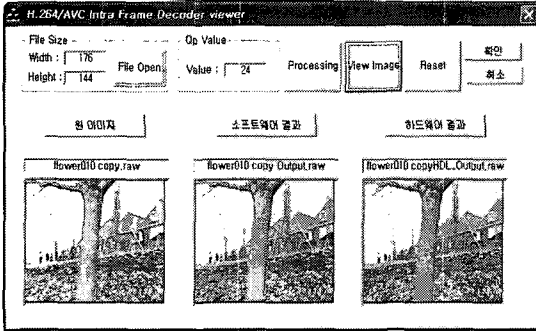 H.264/AVC Intra Frame Decoder viewer
File Size
Width : 176
Height : 144
File Open
Qp Value
Value : 24
Processing
View Image
Reset
확인
취소
원 이미지
소프트웨어 결과
하드웨어 결과
flower010 copy.raw
flower010 copy Output.raw
flower010 copyHDL_Output.raw